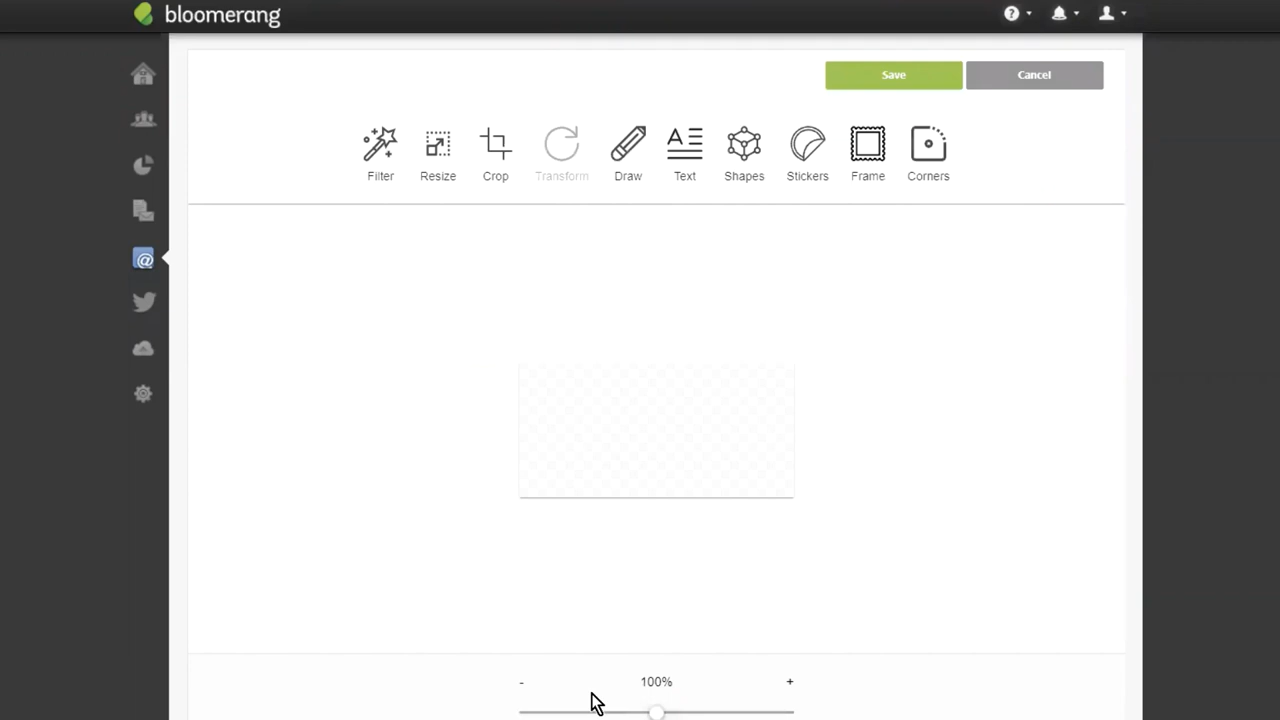 bloomerang
Save Cancel
Filter Resize Crop Transform Draw Text Shapes Stickers Frame Corners
- 100% +